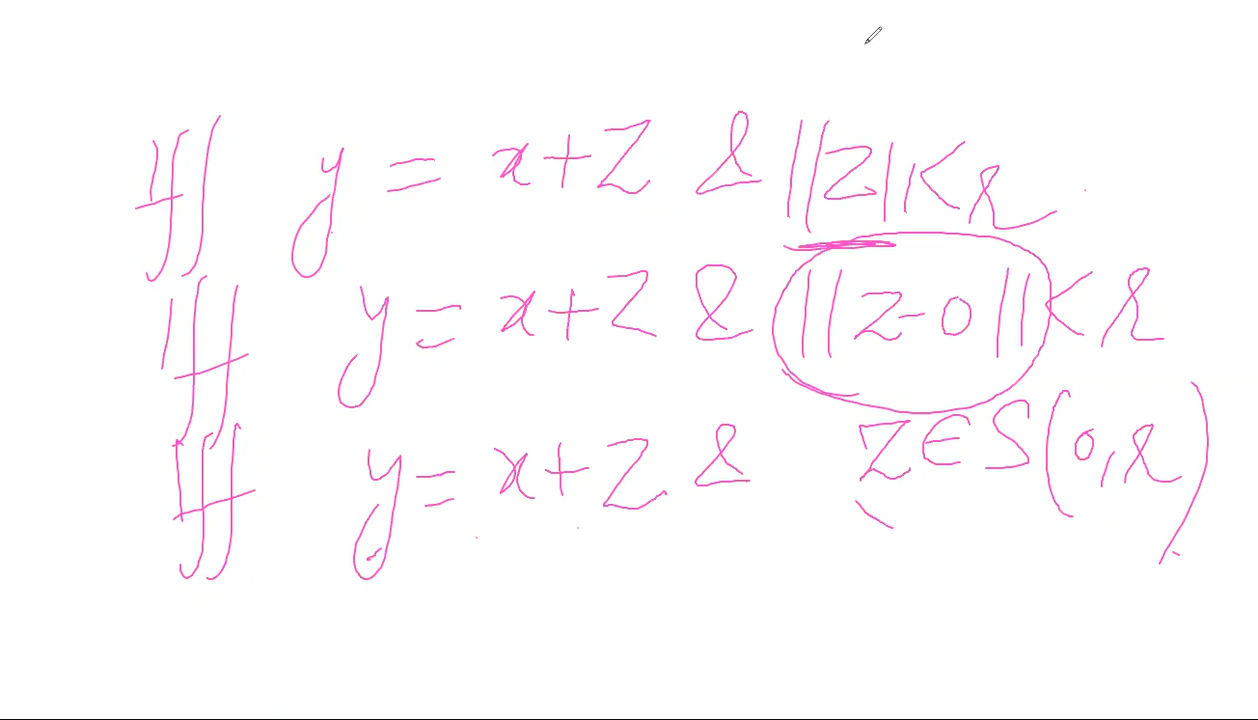 iff y = x+z & ||z||<r
iff y = x+z & ||z-0||<r
iff y = x+z & z∈S(0,r)